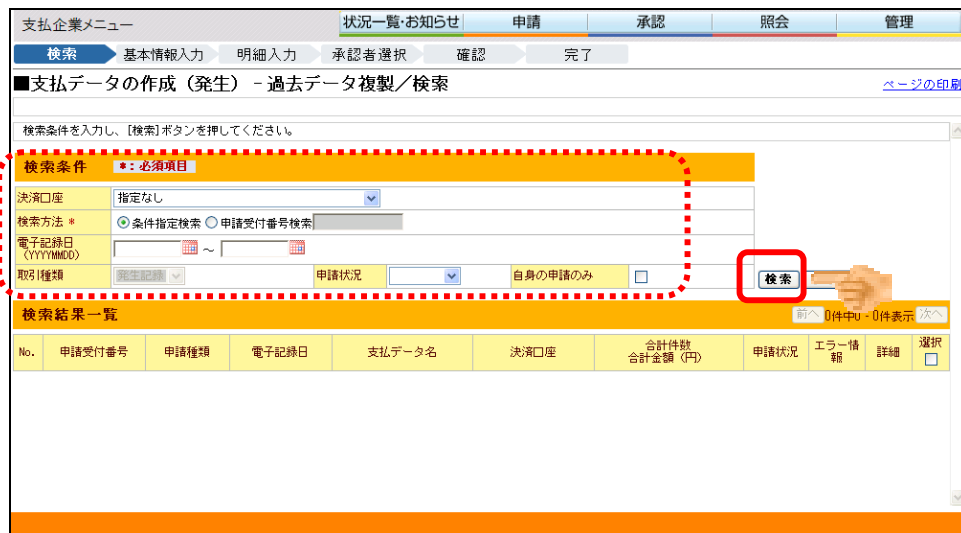 支払企業メニュー
状況一覧・お知らせ 申請 承認 照会 管理
検索 基本情報入力 明細入力 承認者選択 確認 完了
■支払データの作成（発生）－過去データ複製／検索
ページの印刷
検索条件を入力し、[検索]ボタンを押してください。
検索条件 *：必須項目
決済口座 指定なし
検索方法 * 条件指定検索 申請受付番号検索
電子記録日
(YYYYMMDD) ～
取引種類 発生記録 申請状況 自身の申請のみ
検索
検索結果一覧 前へ 0件中0 - 0件表示 次へ
No. 申請受付番号 申請種類 電子記録日 支払データ名 決済口座 合計件数 申請状況 エラー情 詳細 選択
合計金額（円） 報